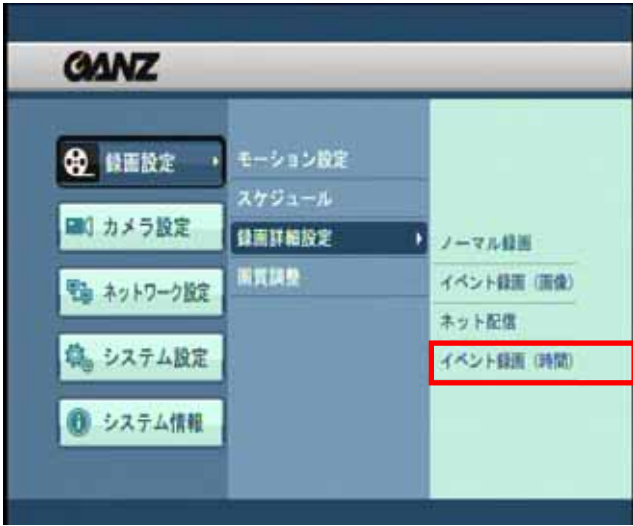 GANZ
録画設定
カメラ設定
ネットワーク設定
システム設定
システム情報
モーション設定
スケジュール
録画詳細設定
画質調整
ノーマル録画
イベント録画（画像）
ネット配信
イベント録画（時間）